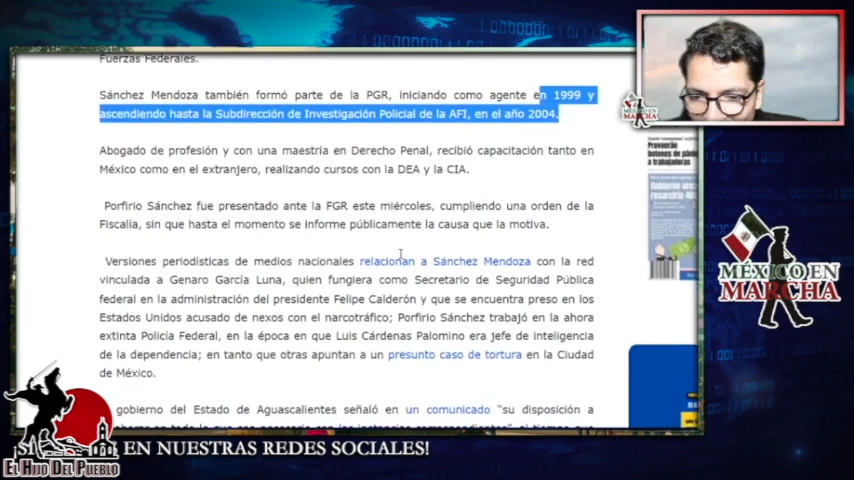 Fuerzas Federales.
Sánchez Mendoza también formó parte de la PGR, iniciando como agente en 1999 y
ascendiendo hasta la Subdirección de Investigación Policial de la AFI, en el año 2004.
Abogado de profesión y con una maestría en Derecho Penal, recibió capacitación tanto en
México como en el extranjero, realizando cursos con la DEA y la CIA.
Porfirio Sánchez fue presentado ante la FGR este miércoles, cumpliendo una orden de la
Fiscalía, sin que hasta el momento se informe públicamente la causa que la motiva.
Versiones periodísticas de medios nacionales relacionan a Sánchez Mendoza con la red
vinculada a Genaro García Luna, quien fungiera como Secretario de Seguridad Pública
federal en la administración del presidente Felipe Calderón y que se encuentra preso en los
Estados Unidos acusado de nexos con el narcotráfico; Porfirio Sánchez trabajó en la ahora
extinta Policía Federal, en la época en que Luis Cárdenas Palomino era jefe de inteligencia
de la dependencia; en tanto que otras apuntan a un presunto caso de tortura en la Ciudad
de México.
gobierno del Estado de Aguascalientes señaló en un comunicado "su disposición a
MÉXICO EN
MARCHA
Proveerán
botones de pánico
a trabajadoras
MÉXICO EN
MARCHA
EN NUESTRAS REDES SOCIALES!
EL HIJO DEL PUEBLO